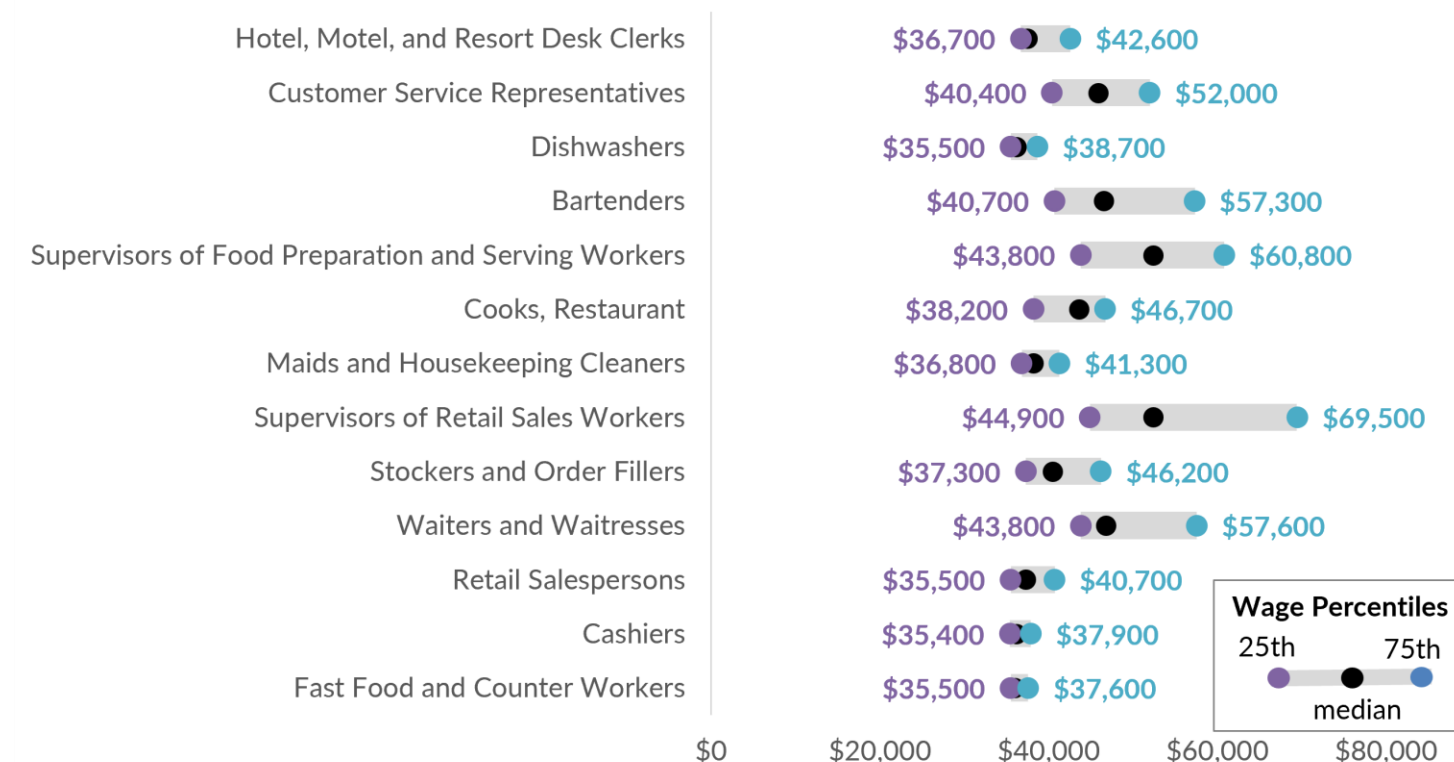 Hotel, Motel, and Resort Desk Clerks $36,700 $42,600
Customer Service Representatives $40,400 $52,000
Dishwashers $35,500 $38,700
Bartenders $40,700 $57,300
Supervisors of Food Preparation and Serving Workers $43,800 $60,800
Cooks, Restaurant $38,200 $46,700
Maids and Housekeeping Cleaners $36,800 $41,300
Supervisors of Retail Sales Workers $44,900 $69,500
Stockers and Order Fillers $37,300 $46,200
Waiters and Waitresses $43,800 $57,600
Retail Salespersons $35,500 $40,700
Cashiers $35,400 $37,900
Fast Food and Counter Workers $35,500 $37,600
Wage Percentiles
25th 75th
median
$0 $20,000 $40,000 $60,000 $80,000